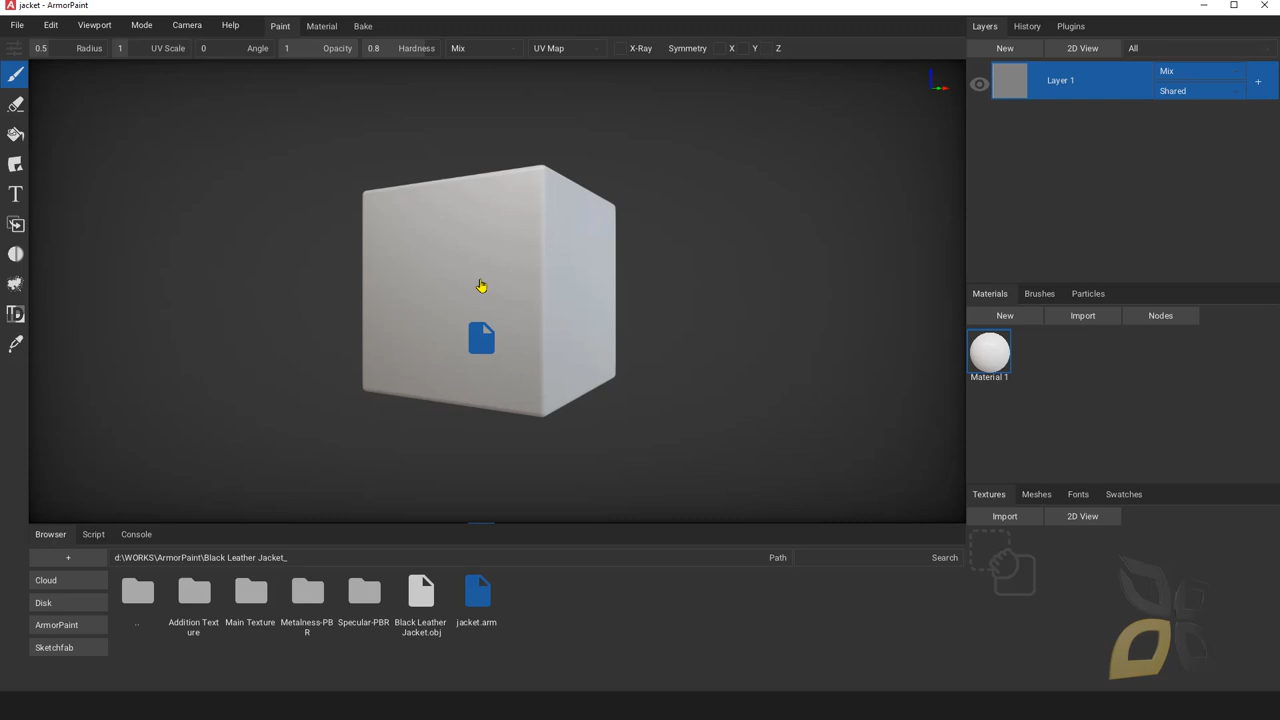 jacket - ArmorPaint
File Edit Viewport Mode Camera Help Paint Material Bake
0.5 Radius 1 UV Scale 0 Angle 1 Opacity 0.8 Hardness Mix UV Map X-Ray Symmetry X Y Z
Layers History Plugins
New 2D View All
Layer 1 Mix
Shared
+
Materials Brushes Particles
New Import Nodes
Material 1
Textures Meshes Fonts Swatches
Import 2D View
Browser Script Console
+ d:\WORKS\ArmorPaint\Black Leather Jacket_ Path Search
Cloud
Disk
ArmorPaint
Sketchfab
..
Addition Text
ure
Main Texture
Metalness-PB
R
Specular-PBR
Black Leather
Jacket.obj
jacket.arm